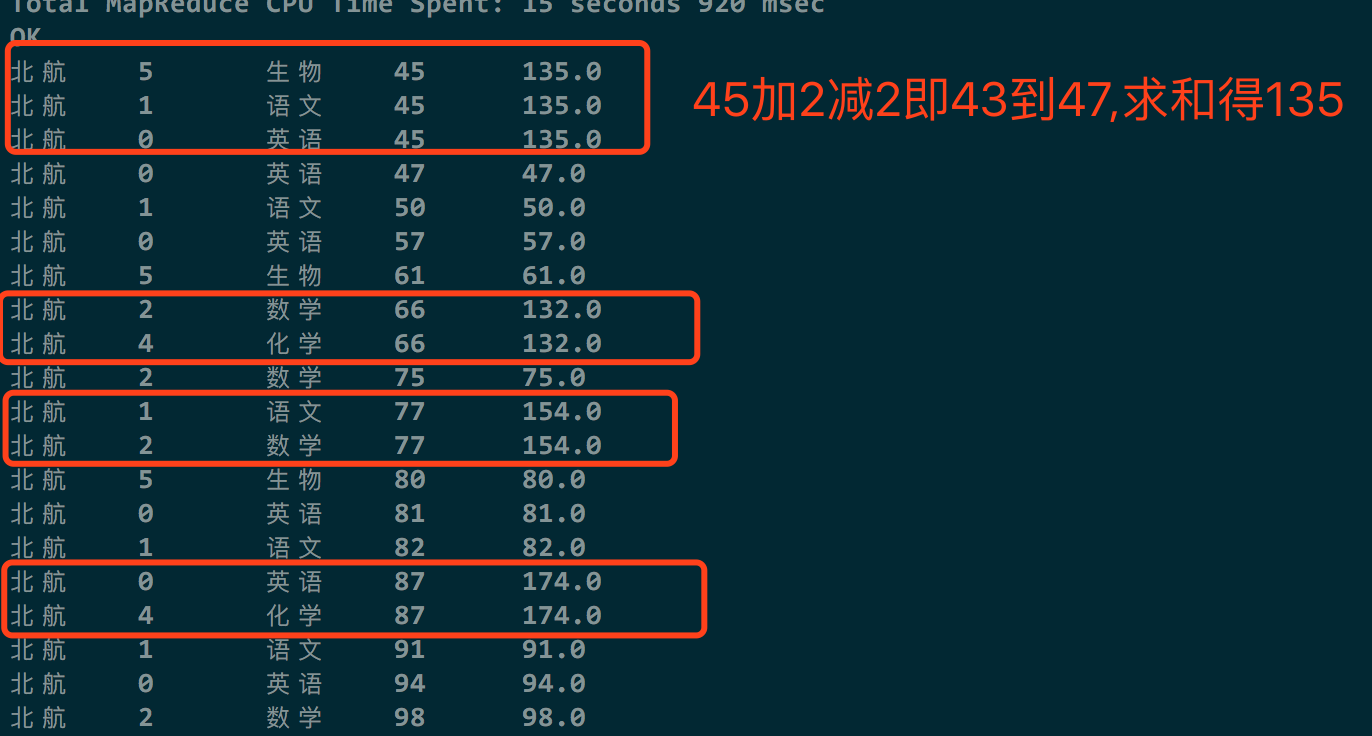 Total MapReduce CPU Time Spent: 15 seconds 920 msec
OK
北航 5 生物 45 135.0
北航 1 语文 45 135.0
北航 0 英语 45 135.0
45加2减2即43到47,求和得135
北航 0 英语 47 47.0
北航 1 语文 50 50.0
北航 0 英语 57 57.0
北航 5 生物 61 61.0
北航 2 数学 66 132.0
北航 4 化学 66 132.0
北航 2 数学 75 75.0
北航 1 语文 77 154.0
北航 2 数学 77 154.0
北航 5 生物 80 80.0
北航 0 英语 81 81.0
北航 1 语文 82 82.0
北航 0 英语 87 174.0
北航 4 化学 87 174.0
北航 1 语文 91 91.0
北航 0 英语 94 94.0
北航 2 数学 98 98.0